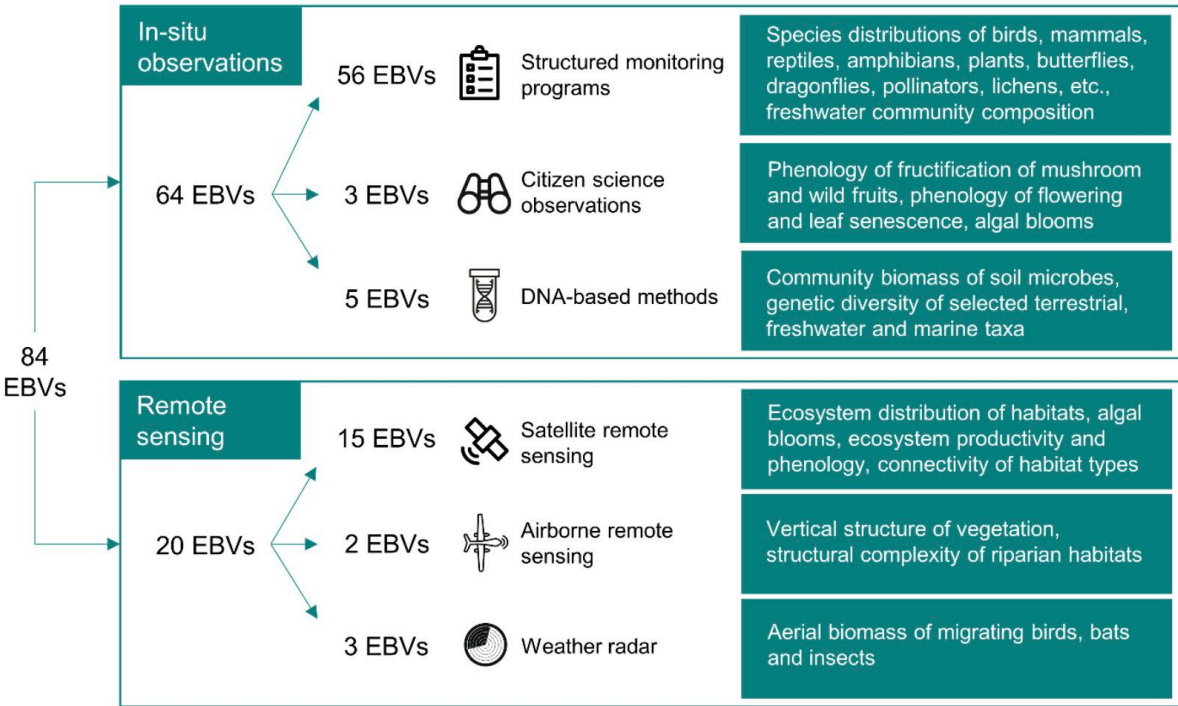 84
EBVs
In-situ
observations
64 EBVs
56 EBVs
Structured monitoring
programs
Species distributions of birds, mammals,
reptiles, amphibians, plants, butterflies,
dragonflies, pollinators, lichens, etc.,
freshwater community composition
3 EBVs
Citizen science
observations
Phenology of fructification of mushroom
and wild fruits, phenology of flowering
and leaf senescence, algal blooms
5 EBVs
DNA-based methods
Community biomass of soil microbes,
genetic diversity of selected terrestrial,
freshwater and marine taxa
Remote
sensing
20 EBVs
15 EBVs
Satellite remote
sensing
Ecosystem distribution of habitats, algal
blooms, ecosystem productivity and
phenology, connectivity of habitat types
2 EBVs
Airborne remote
sensing
Vertical structure of vegetation,
structural complexity of riparian habitats
3 EBVs
Weather radar
Aerial biomass of migrating birds, bats
and insects